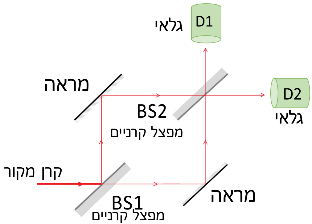 D1
גלאי
D2
גלאי
מראה
BS2
מפצל קרניים
קרן מקור
BS1
מפצל קרניים
מראה